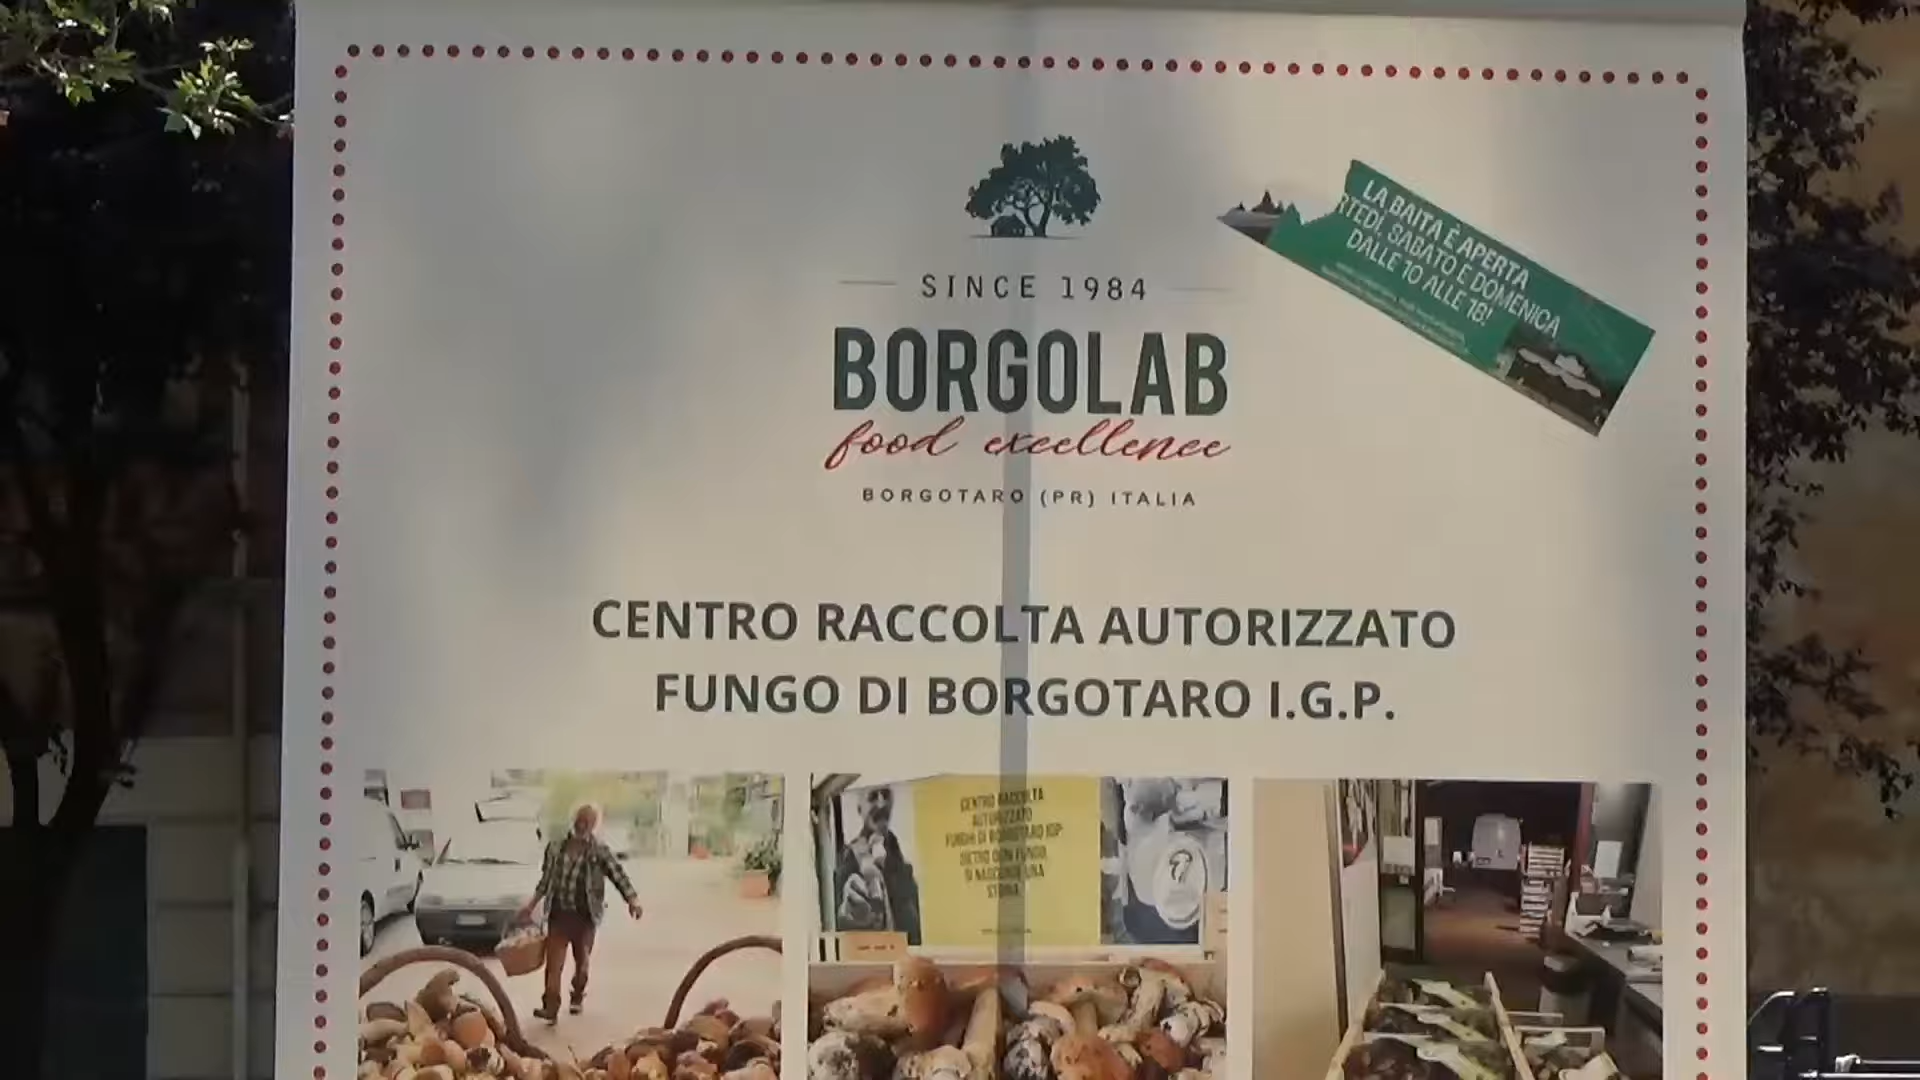 SINCE 1984
BORGOLAB
food excellence
BORGOTARO (PR) ITALIA
LA BAITA È APERTA
RTEDÌ, SABATO E DOMENICA
DALLE 10 ALLE 18!
CENTRO RACCOLTA AUTORIZZATO
FUNGO DI BORGOTARO I.G.P.
CENTRO RACCOLTA
AUTORIZZATO
FUNGHI DI BORGOTARO IGP
DIETRO OGNI FUNGO,
SI NASCONDE UNA
STORIA